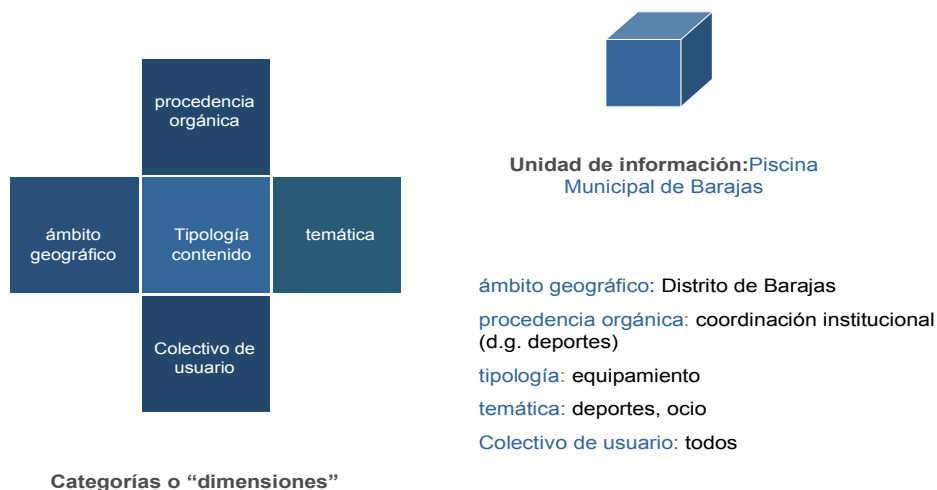 procedencia
orgánica
ámbito
geográfico
Tipología
contenido
temática
Colectivo de
usuario
Categorías o “dimensiones”
Unidad de información:Piscina
Municipal de Barajas
ámbito geográfico: Distrito de Barajas
procedencia orgánica: coordinación institucional
(d.g. deportes)
tipología: equipamiento
temática: deportes, ocio
Colectivo de usuario: todos